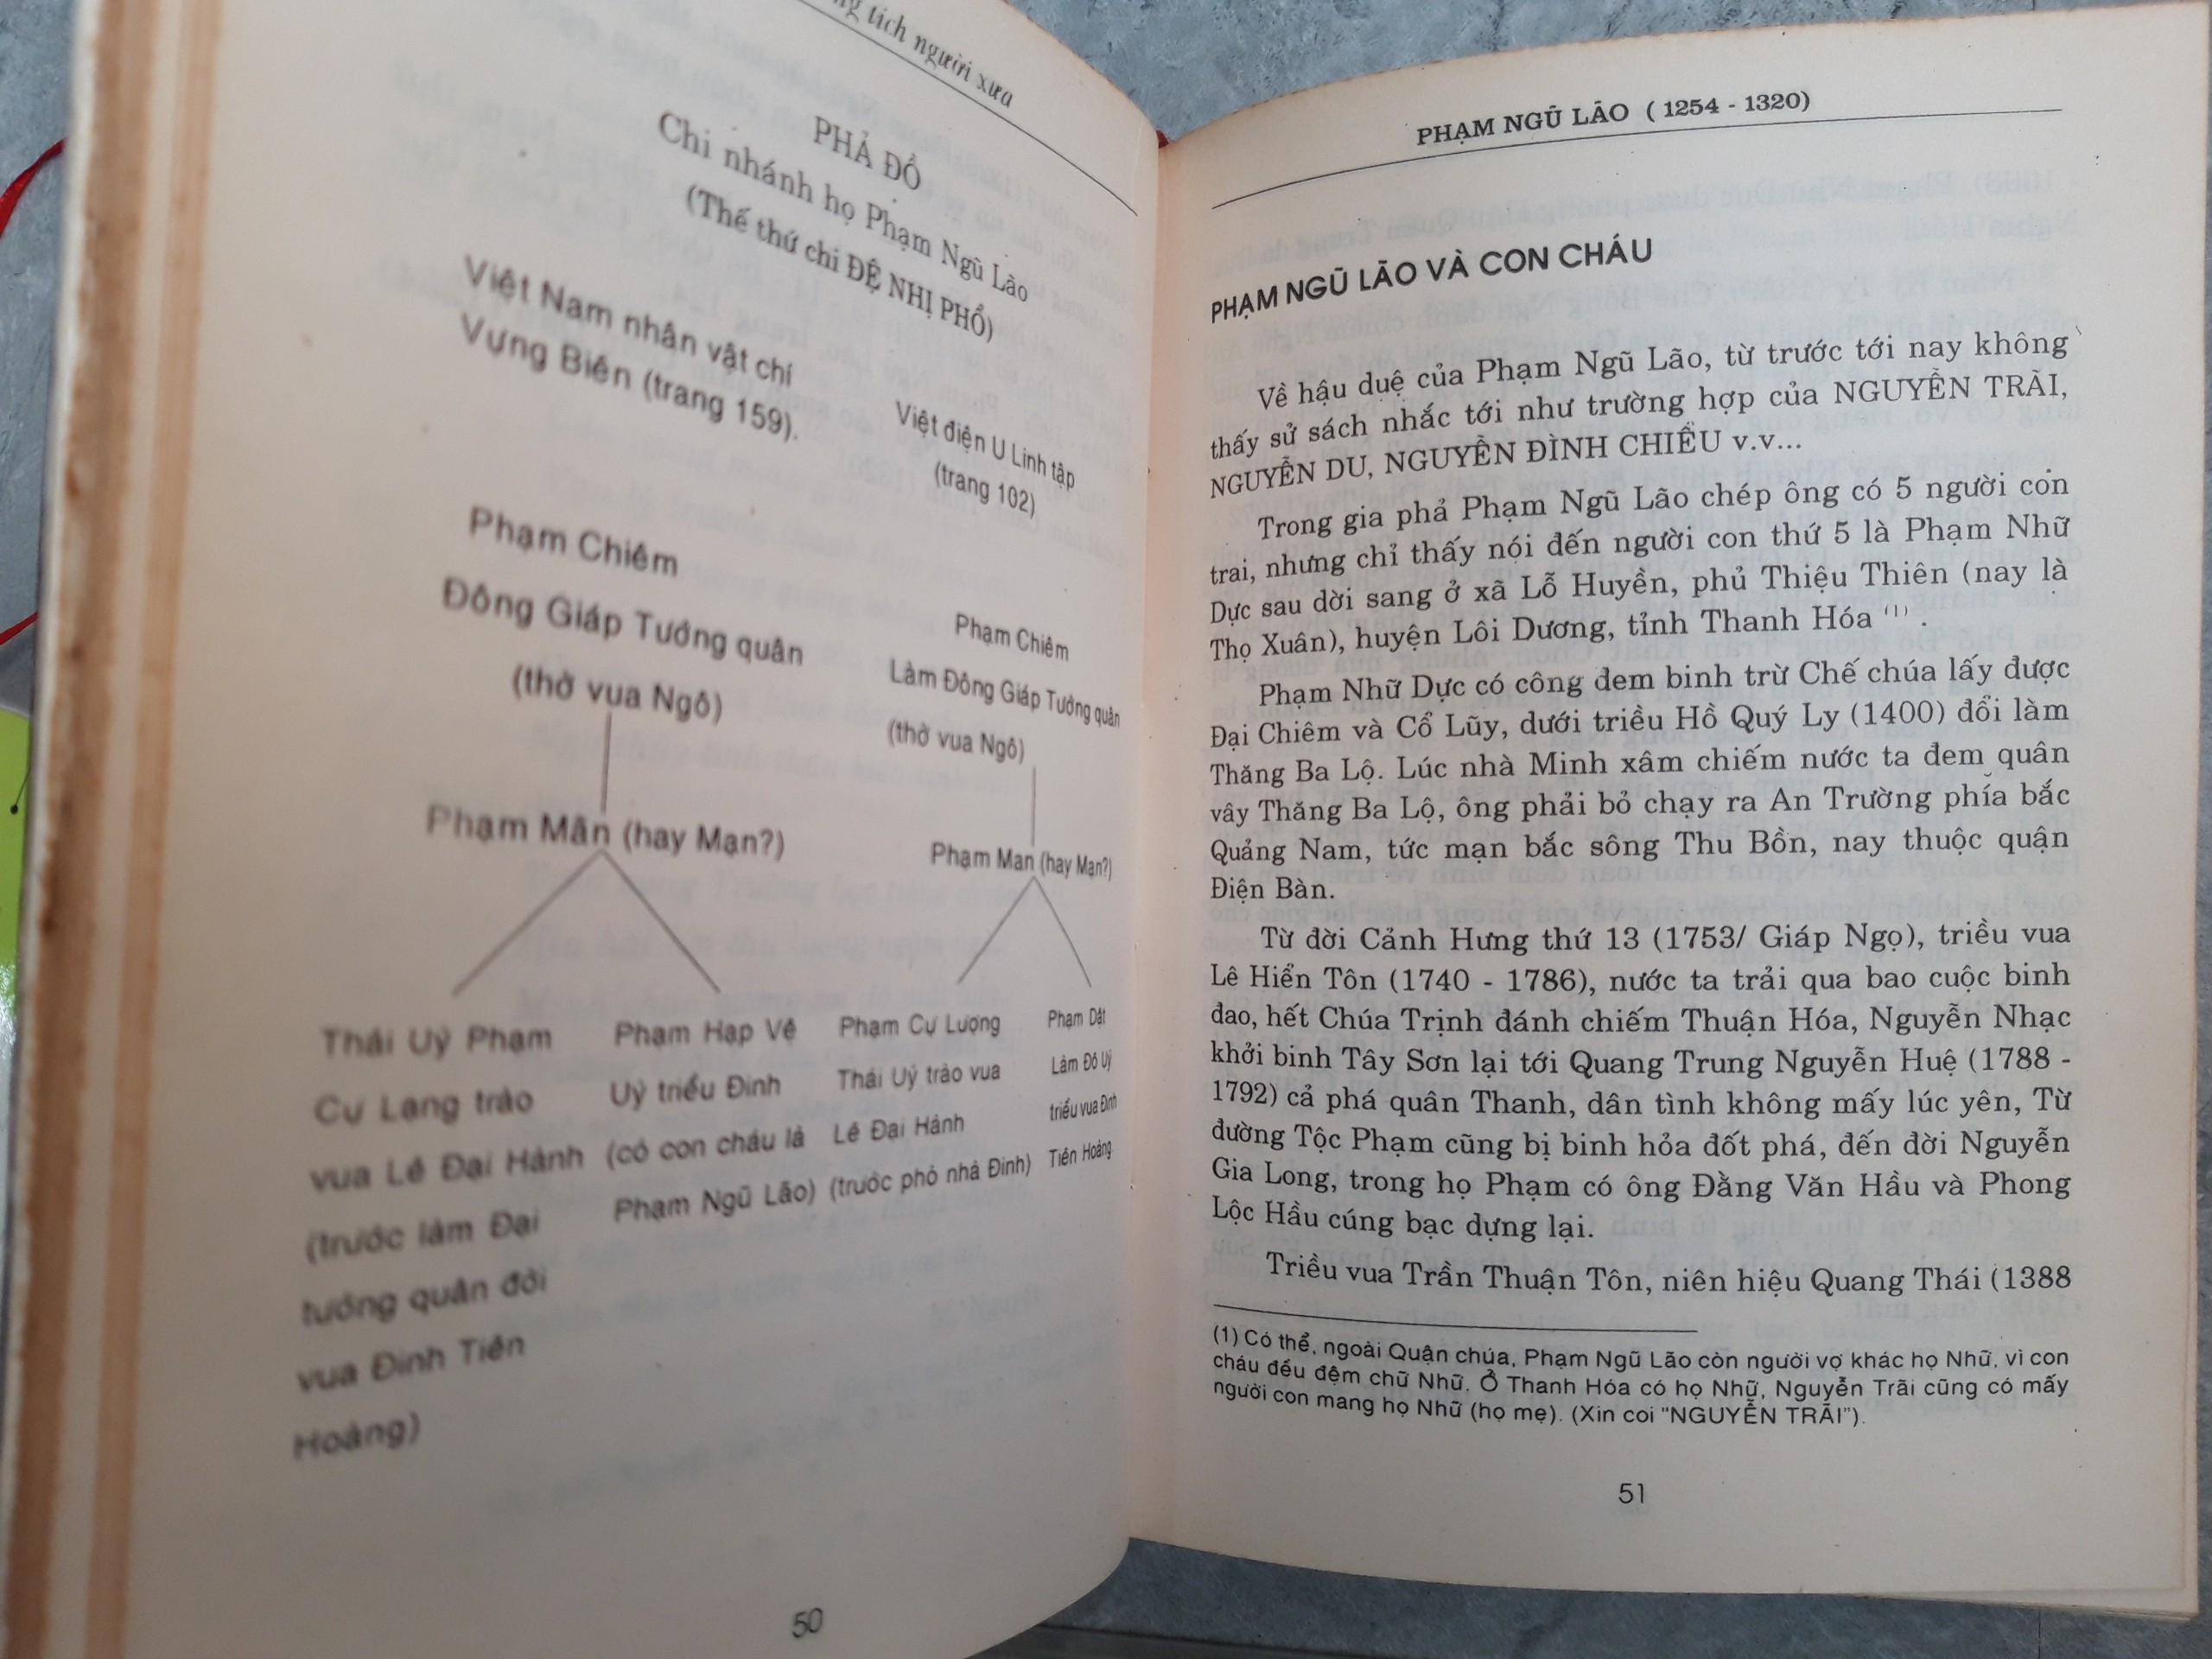 tích người xưa
PHẢ ĐỒ
Chi nhánh họ Phạm Ngũ Lão
(Thế thứ chi ĐỆ NHỊ PHỔ)
Việt Nam nhân vật chí
Vựng Biên (trang 159).
Phạm Chiêm
Đông Giáp Tướng quân
(thờ vua Ngô)
Phạm Mân (hay Mạn?)
Thái Uý Phạm
Cự Lạng trào
vua Lê Đại Hành
(trước làm Đại
tướng quân đời
vua Đinh Tiên
Hoàng)
Phạm Hạp Vệ
Uý triều Đinh
(có con cháu là
Phạm Ngũ Lão)
Việt điện U Linh tập
(trang 102)
Phạm Chiêm
Làm Đông Giáp Tướng quân
(thờ vua Ngô)
Phạm Man (hay Mạn?)
Phạm Cự Lượng
Thái Uý trào vua
Lê Đại Hành
(trước phò nhà Đinh)
Phạm Dật
Làm Đô Uý
triều vua Đinh
Tiên Hoàng
50
PHẠM NGŨ LÃO ( 1254 - 1320)
PHẠM NGŨ LÃO VÀ CON CHÁU
Về hậu duệ của Phạm Ngũ Lão, từ trước tới nay không
thấy sử sách nhắc tới như trường hợp của NGUYỄN TRÃI,
NGUYỄN DU, NGUYỄN ĐÌNH CHIỂU v.v...
Trong gia phả Phạm Ngũ Lão chép ông có 5 người con
trai, nhưng chỉ thấy nói đến người con thứ 5 là Phạm Nhữ
Dực sau dời sang ở xã Lỗ Huyền, phủ Thiệu Thiên (nay là
Thọ Xuân), huyện Lôi Dương, tỉnh Thanh Hóa (1) .
Phạm Nhữ Dực có công đem binh trừ Chế chúa lấy được
Đại Chiêm và Cổ Lũy, dưới triều Hồ Quý Ly (1400) đổi làm
Thăng Ba Lộ. Lúc nhà Minh xâm chiếm nước ta đem quân
vây Thăng Ba Lộ, ông phải bỏ chạy ra An Trường phía bắc
Quảng Nam, tức mạn bắc sông Thu Bồn, nay thuộc quận
Điện Bàn.
Từ đời Cảnh Hưng thứ 13 (1753/ Giáp Ngọ), triều vua
Lê Hiển Tôn (1740 - 1786), nước ta trải qua bao cuộc binh
đao, hết Chúa Trịnh đánh chiếm Thuận Hóa, Nguyễn Nhạc
khởi binh Tây Sơn lại tới Quang Trung Nguyễn Huệ (1788 -
1792) cả phá quân Thanh, dân tình không mấy lúc yên, Từ
đường Tộc Phạm cũng bị binh hỏa đốt phá, đến đời Nguyễn
Gia Long, trong họ Phạm có ông Đằng Văn Hầu và Phong
Lộc Hầu cúng bạc dựng lại.
Triều vua Trần Thuận Tôn, niên hiệu Quang Thái (1388
(1) Có thể, ngoài Quận chúa, Phạm Ngũ Lão còn người vợ khác họ Nhữ, vì con
cháu đều đệm chữ Nhữ. Ở Thanh Hóa có họ Nhữ, Nguyễn Trãi cũng có mấy
người con mang họ Nhữ (họ mẹ). (Xin coi "NGUYỄN TRÃI").
51